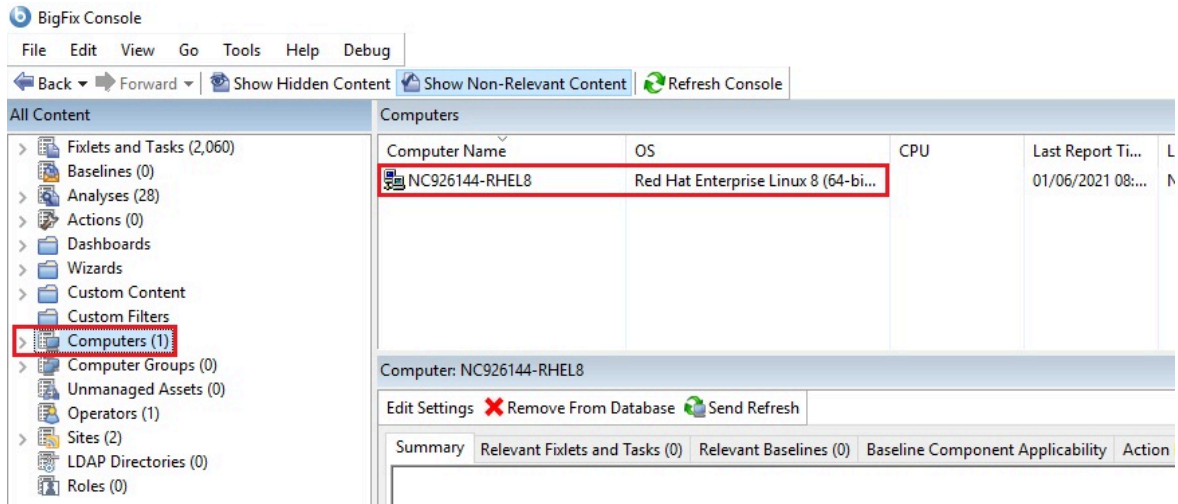 BigFix Console
File Edit View Go Tools Help Debug
Back Forward Show Hidden Content Show Non-Relevant Content Refresh Console
All Content
Fixlets and Tasks (2,060)
Baselines (0)
Analyses (28)
Actions (0)
Dashboards
Wizards
Custom Content
Custom Filters
Computers (1)
Computer Groups (0)
Unmanaged Assets (0)
Operators (1)
Sites (2)
LDAP Directories (0)
Roles (0)
Computers
Computer Name OS CPU Last Report Ti... L
NC926144-RHEL8 Red Hat Enterprise Linux 8 (64-bi... 01/06/2021 08:... N
Computer: NC926144-RHEL8
Edit Settings Remove From Database Send Refresh
Summary Relevant Fixlets and Tasks (0) Relevant Baselines (0) Baseline Component Applicability Action